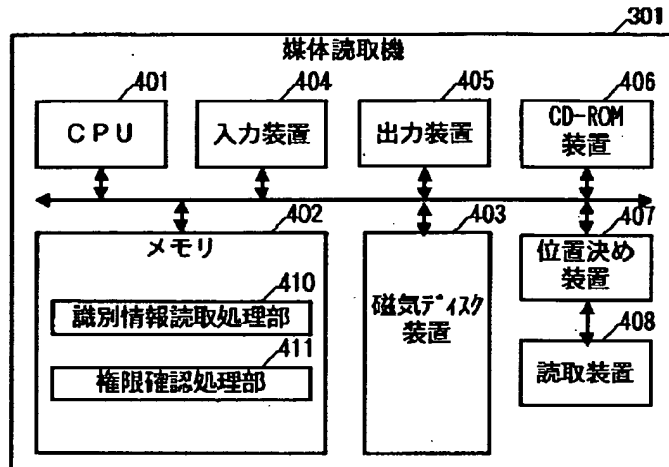 301
媒体読取機
401
404
405
406
CPU
入力装置
出力装置
CD-ROM
装置
402
403
407
メモリ
磁気ディスク
装置
位置決め
装置
410
識別情報読取処理部
411
権限確認処理部
408
読取装置